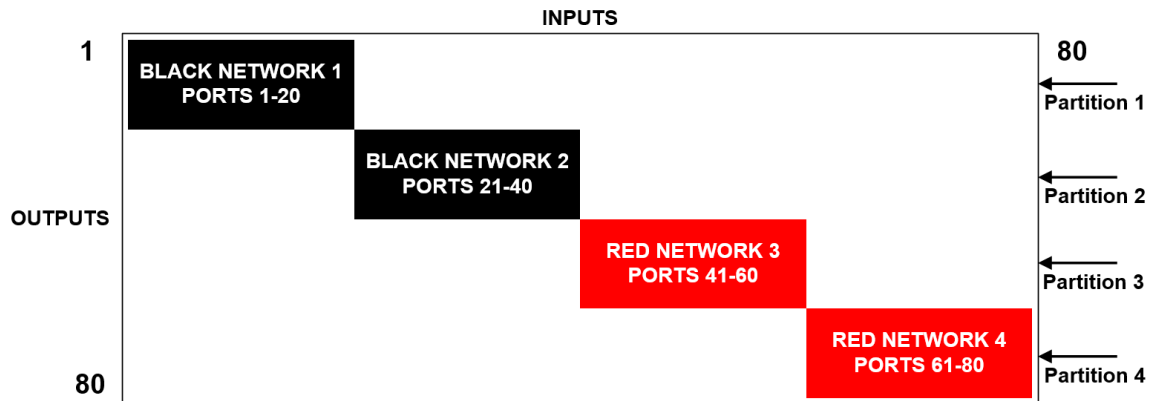 INPUTS
1
80
BLACK NETWORK 1
PORTS 1-20
Partition 1
BLACK NETWORK 2
PORTS 21-40
Partition 2
OUTPUTS
RED NETWORK 3
PORTS 41-60
Partition 3
RED NETWORK 4
PORTS 61-80
Partition 4
80